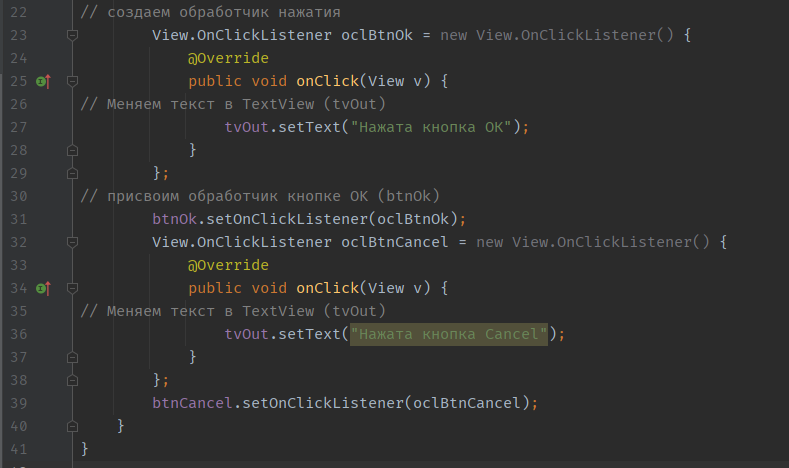 22 // создаем обработчик нажатия
23 View.OnClickListener oclBtnOk = new View.OnClickListener() {
24 @Override
25 public void onClick(View v) {
26 // Меняем текст в TextView (tvOut)
27 tvOut.setText("Нажата кнопка ОК");
28 }
29 };
30 // присвоим обработчик кнопке OK (btnOk)
31 btnOk.setOnClickListener(oclBtnOk);
32 View.OnClickListener oclBtnCancel = new View.OnClickListener() {
33 @Override
34 public void onClick(View v) {
35 // Меняем текст в TextView (tvOut)
36 tvOut.setText("Нажата кнопка Cancel");
37 }
38 };
39 btnCancel.setOnClickListener(oclBtnCancel);
40 }
41 }